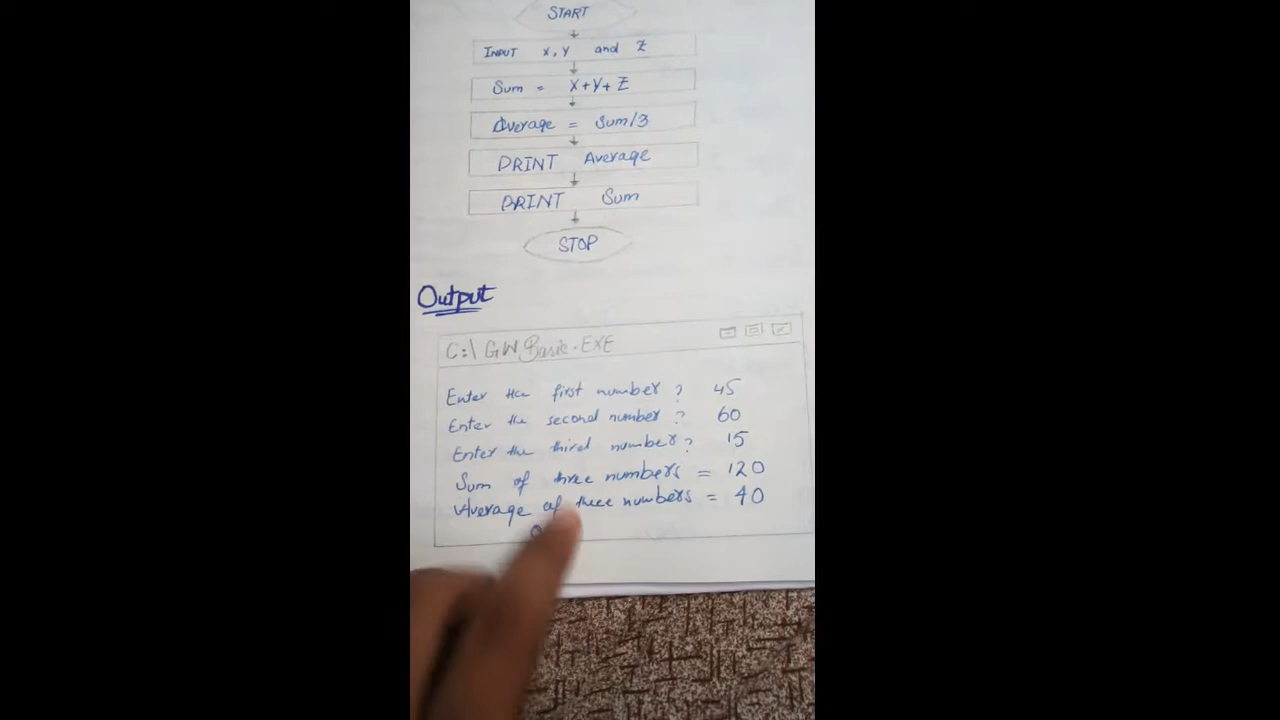 START
INPUT X, Y and Z
Sum = X+Y+Z
Average = Sum/3
PRINT Average
PRINT Sum
STOP
Output
C:\ GW Basic.EXE
Enter the first number? 45
Enter the second number? 60
Enter the third number? 15
Sum of three numbers = 120
Average of three numbers = 40